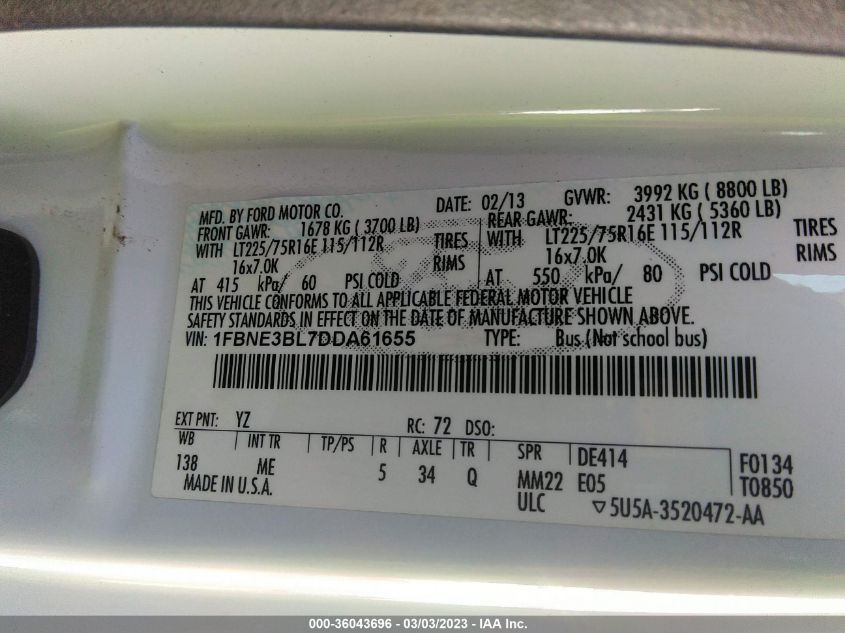 MFD. BY FORD MOTOR CO. DATE: 02/13 GVWR: 3992 KG ( 8800 LB)
FRONT GAWR: 1678 KG ( 3700 LB) REAR GAWR: 2431 KG ( 5360 LB)
WITH LT225/75R16E 115/112R TIRES WITH LT225/75R16E 115/112R TIRES
16x7.0K RIMS 16x7.0K RIMS
AT 415 kPa/ 60 PSI COLD AT 550 kPa/ 80 PSI COLD
THIS VEHICLE CONFORMS TO ALL APPLICABLE FEDERAL MOTOR VEHICLE
SAFETY STANDARDS IN EFFECT ON THE DATE OF MANUFACTURE SHOWN ABOVE.
VIN: 1FBNE3BL7DDA61655 TYPE: Bus (Not school bus)
EXT PNT: YZ RC: 72 DSO:
WB INT TR TP/PS R AXLE TR SPR DE414 F0134
138 ME 5 34 Q MM22 E05 T0850
MADE IN U.S.A. ULC ▽5U5A-3520472-AA
000-36043696 - 03/03/2023 - IAA Inc.